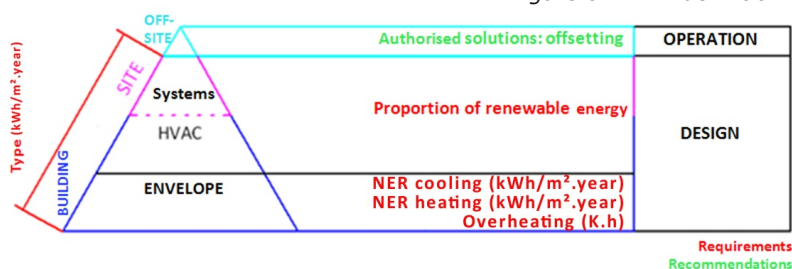 OFF-
SITE
Authorised solutions: offsetting
OPERATION
Type (kWh/m².year)
SITE
Systems
Proportion of renewable energy
HVAC
DESIGN
BUILDING
ENVELOPE
NER cooling (kWh/m².year)
NER heating (kWh/m².year)
Overheating (K.h)
Requirements
Recommendations